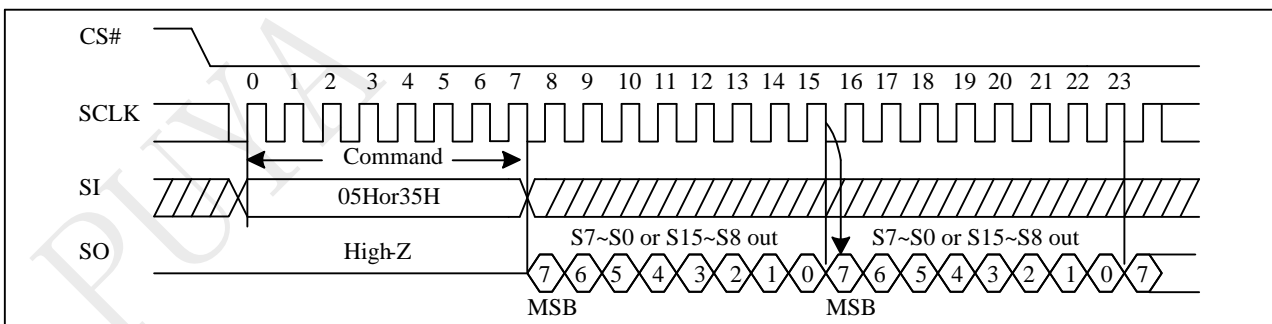 CS#
0 1 2 3 4 5 6 7 8 9 10 11 12 13 14 15 16 17 18 19 20 21 22 23
SCLK
Command
SI
05Hor35H
S7~S0 or S15~S8 out S7~S0 or S15~S8 out
SO
High-Z
7 6 5 4 3 2 1 0 7 6 5 4 3 2 1 0 7
MSB MSB
PUYA